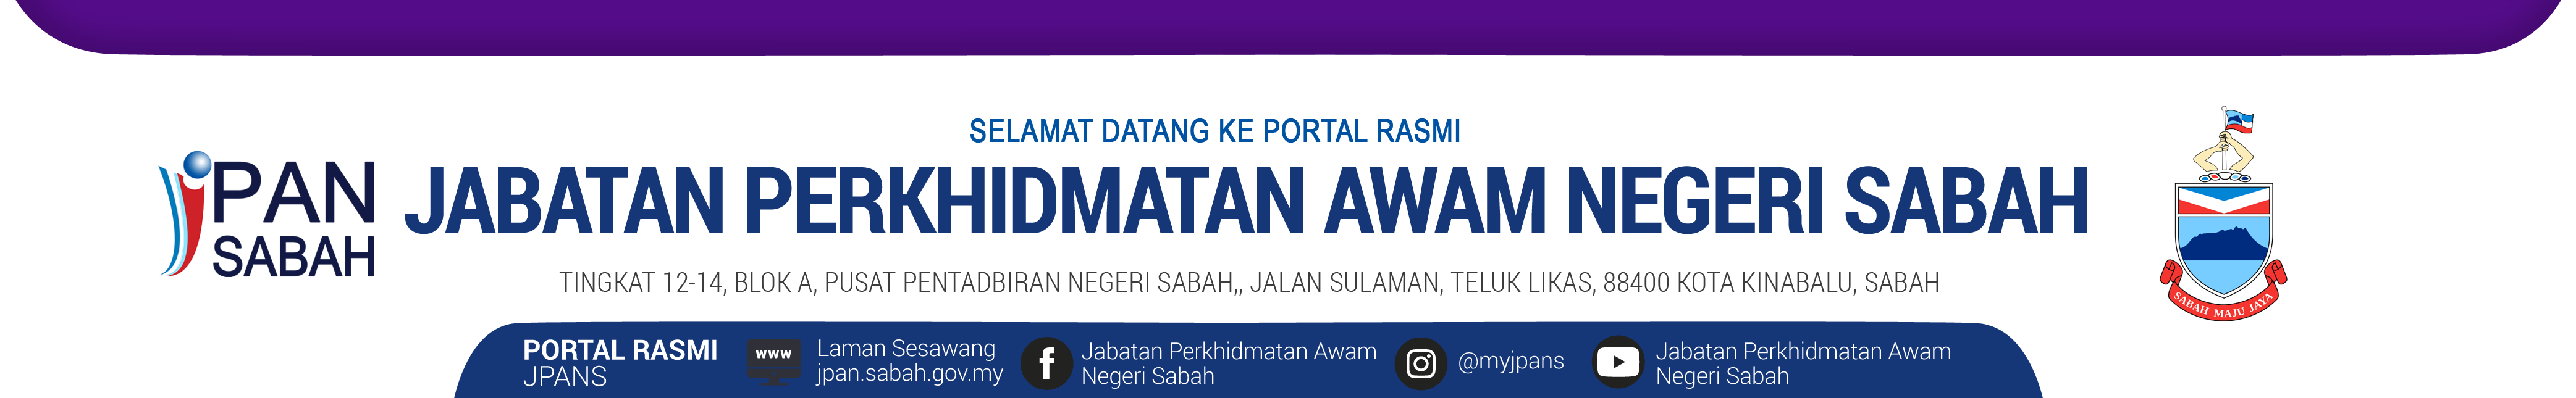 SELAMAT DATANG KE PORTAL RASMI
JPAN
SABAH
JABATAN PERKHIDMATAN AWAM NEGERI SABAH
TINGKAT 12-14, BLOK A, PUSAT PENTADBIRAN NEGERI SABAH,, JALAN SULAMAN, TELUK LIKAS, 88400 KOTA KINABALU, SABAH
SABAH MAJU JAYA
PORTAL RASMI
JPANS
www
Laman Sesawang
jpan.sabah.gov.my
Jabatan Perkhidmatan Awam
Negeri Sabah
@myjpans
Jabatan Perkhidmatan Awam
Negeri Sabah